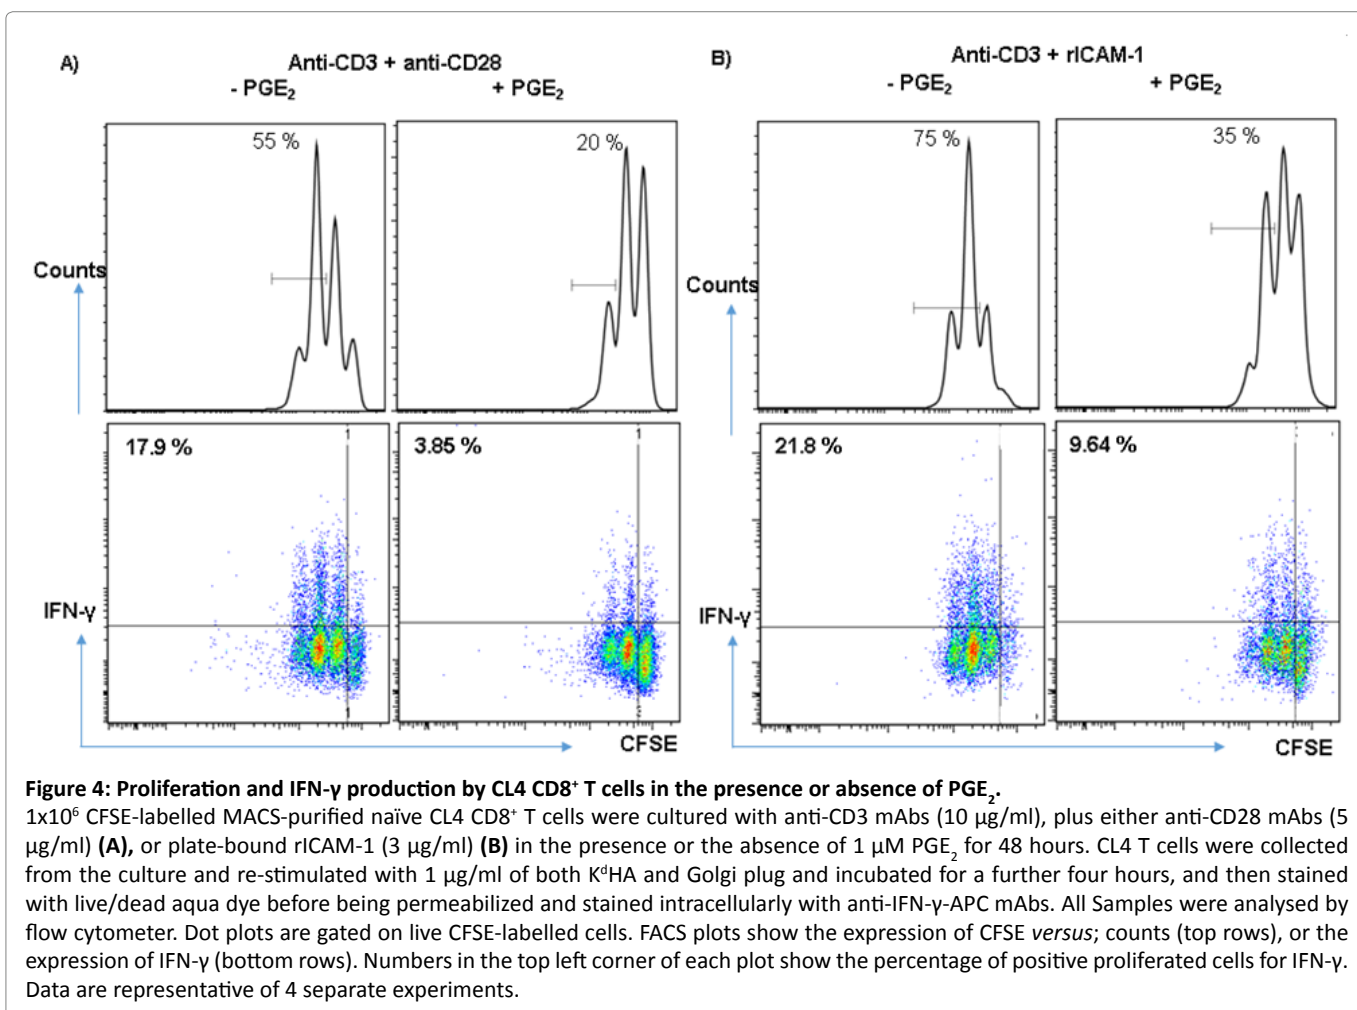 A)
Anti-CD3 + anti-CD28
- PGE₂
+ PGE₂
B)
Anti-CD3 + rICAM-1
- PGE₂
+ PGE₂
55 %
20 %
75 %
35 %
Counts
Counts
17.9 %
3.85 %
21.8 %
9.64 %
IFN-γ
IFN-γ
CFSE
CFSE
Figure 4: Proliferation and IFN-γ production by CL4 CD8⁺ T cells in the presence or absence of PGE₂.
1x10⁶ CFSE-labelled MACS-purified naïve CL4 CD8⁺ T cells were cultured with anti-CD3 mAbs (10 µg/ml), plus either anti-CD28 mAbs (5
µg/ml) (A), or plate-bound rICAM-1 (3 µg/ml) (B) in the presence or the absence of 1 µM PGE₂ for 48 hours. CL4 T cells were collected
from the culture and re-stimulated with 1 µg/ml of both KᵈHA and Golgi plug and incubated for a further four hours, and then stained
with live/dead aqua dye before being permeabilized and stained intracellularly with anti-IFN-γ-APC mAbs. All Samples were analysed by
flow cytometer. Dot plots are gated on live CFSE-labelled cells. FACS plots show the expression of CFSE versus; counts (top rows), or the
expression of IFN-γ (bottom rows). Numbers in the top left corner of each plot show the percentage of positive proliferated cells for IFN-γ.
Data are representative of 4 separate experiments.